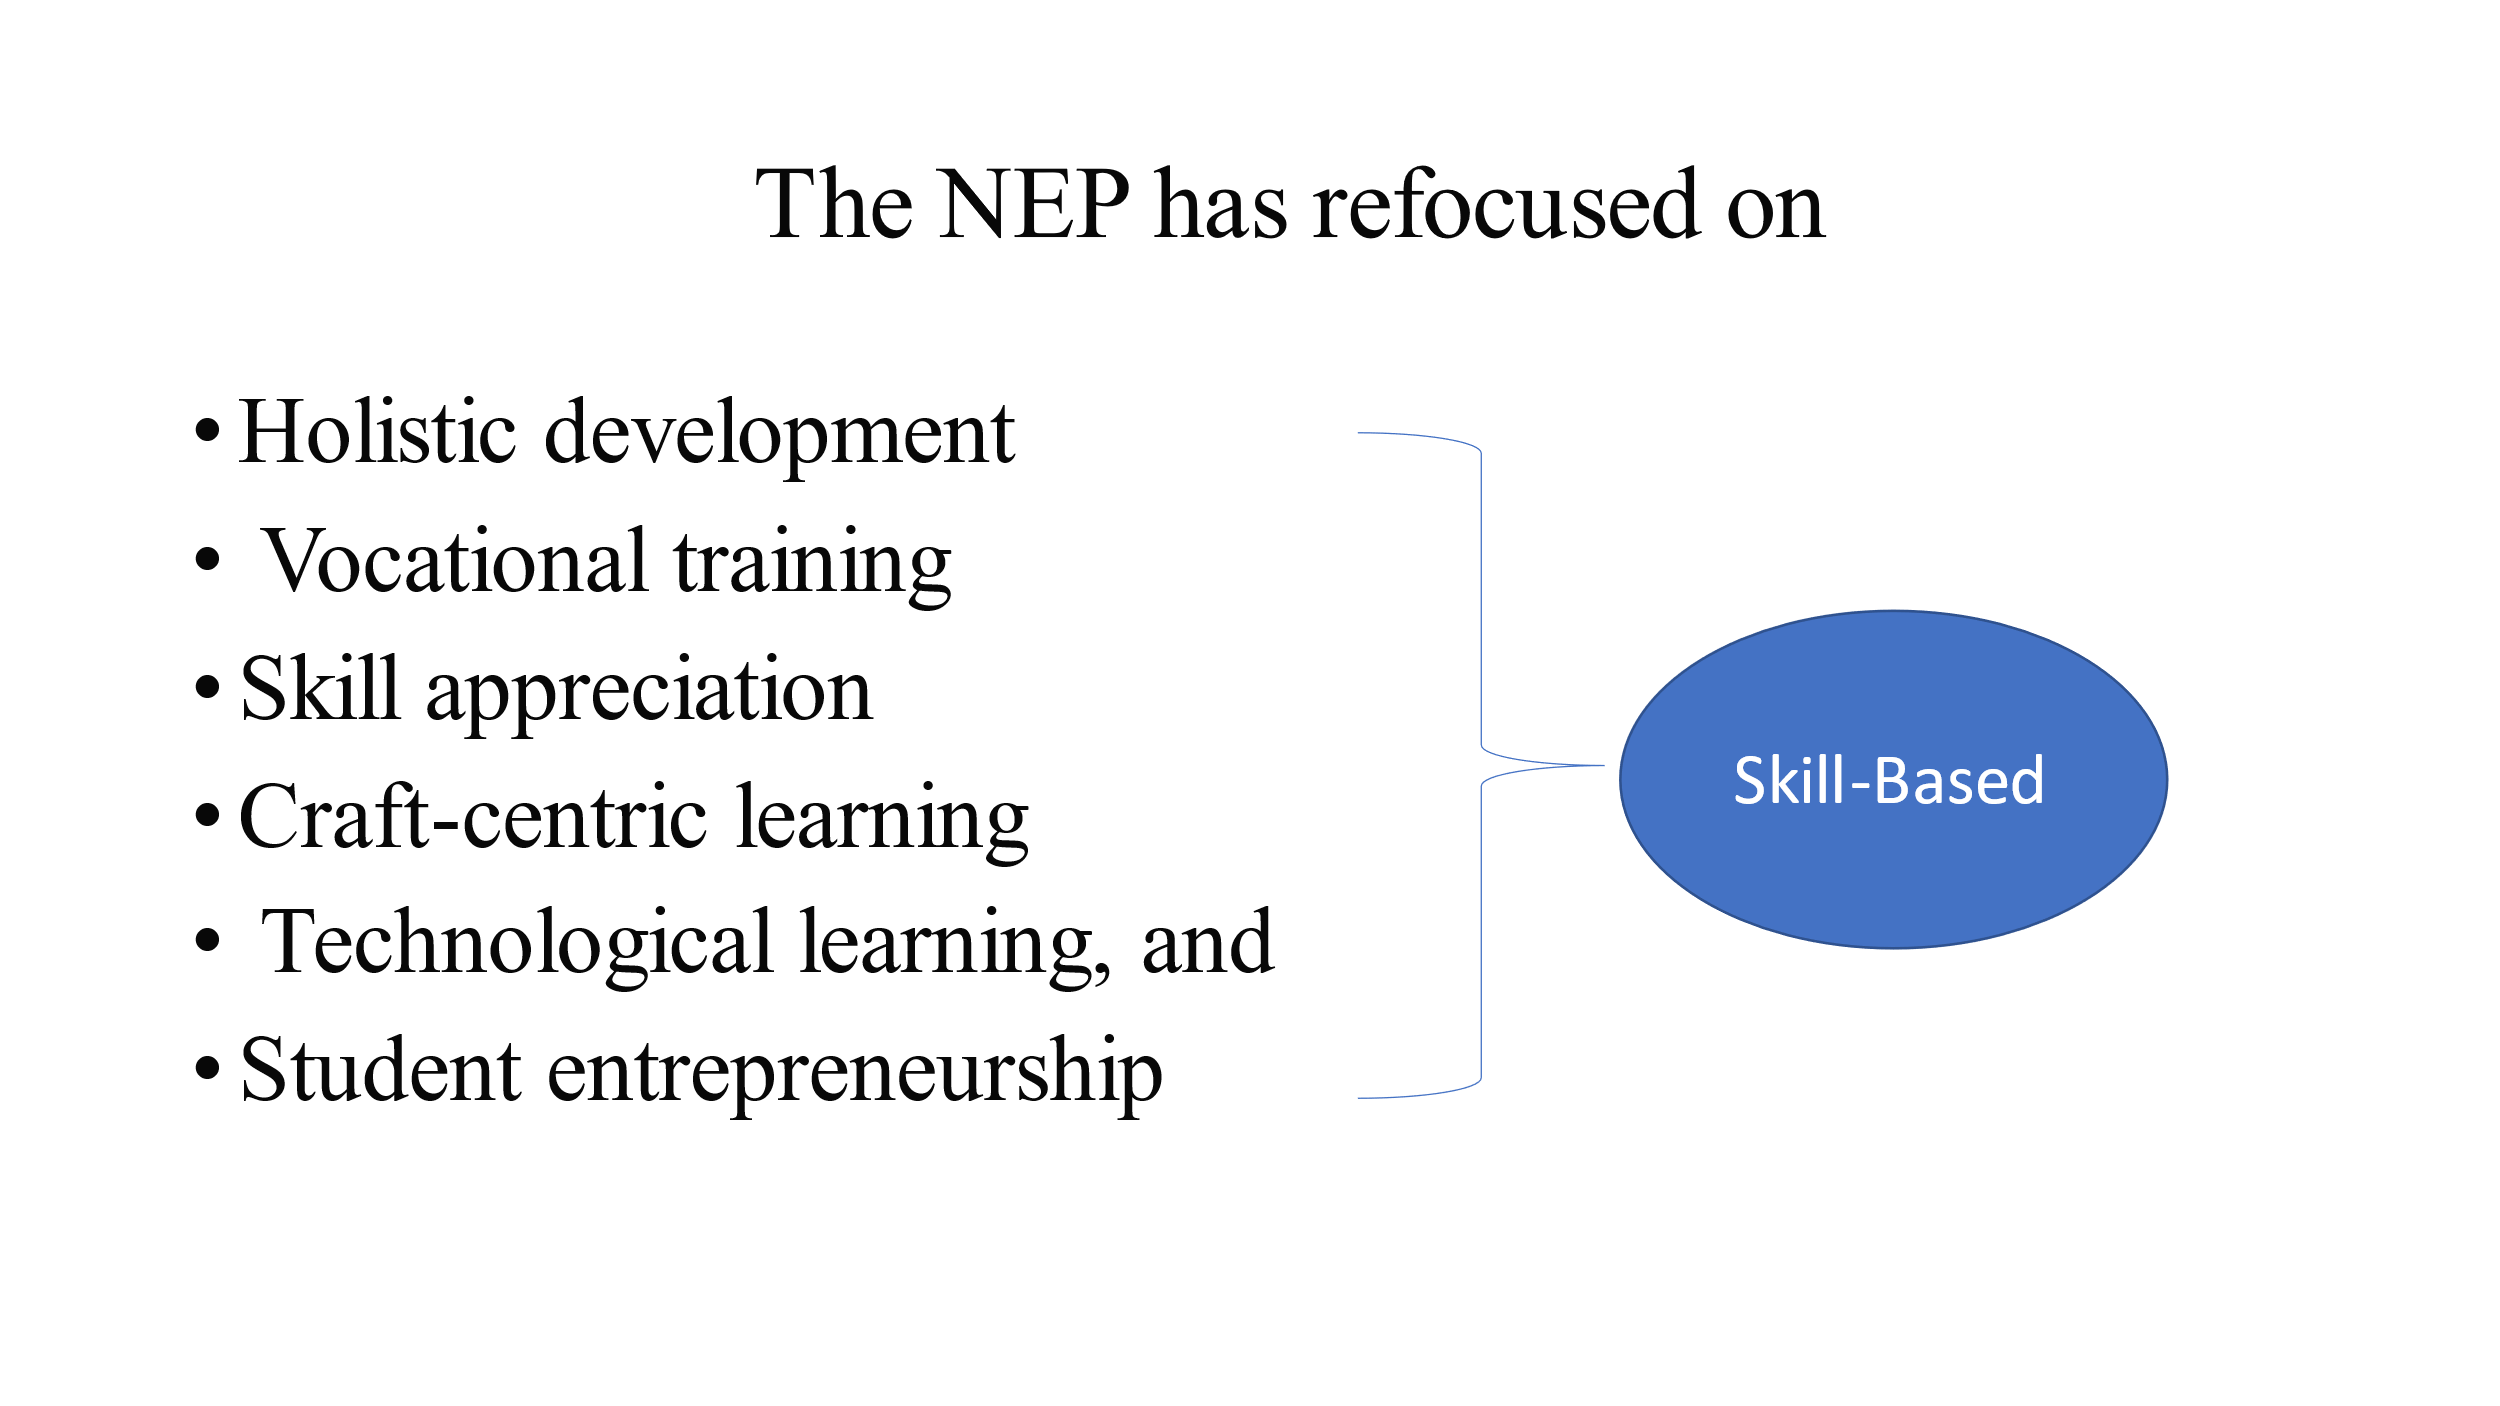 The NEP has refocused on
• Holistic development
• Vocational training
• Skill appreciation
• Craft-centric learning
• Technological learning, and
• Student entrepreneurship
Skill-Based